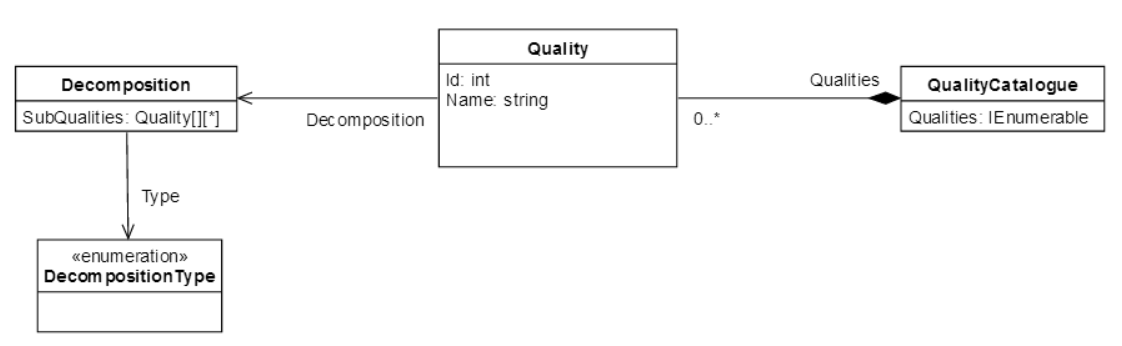 Quality
Id: int
Name: string
Decomposition
SubQualities: Quality[][*]
Decomposition
Qualities
0..*
QualityCatalogue
Qualities: IEnumerable
Type
«enumeration»
DecompositionType